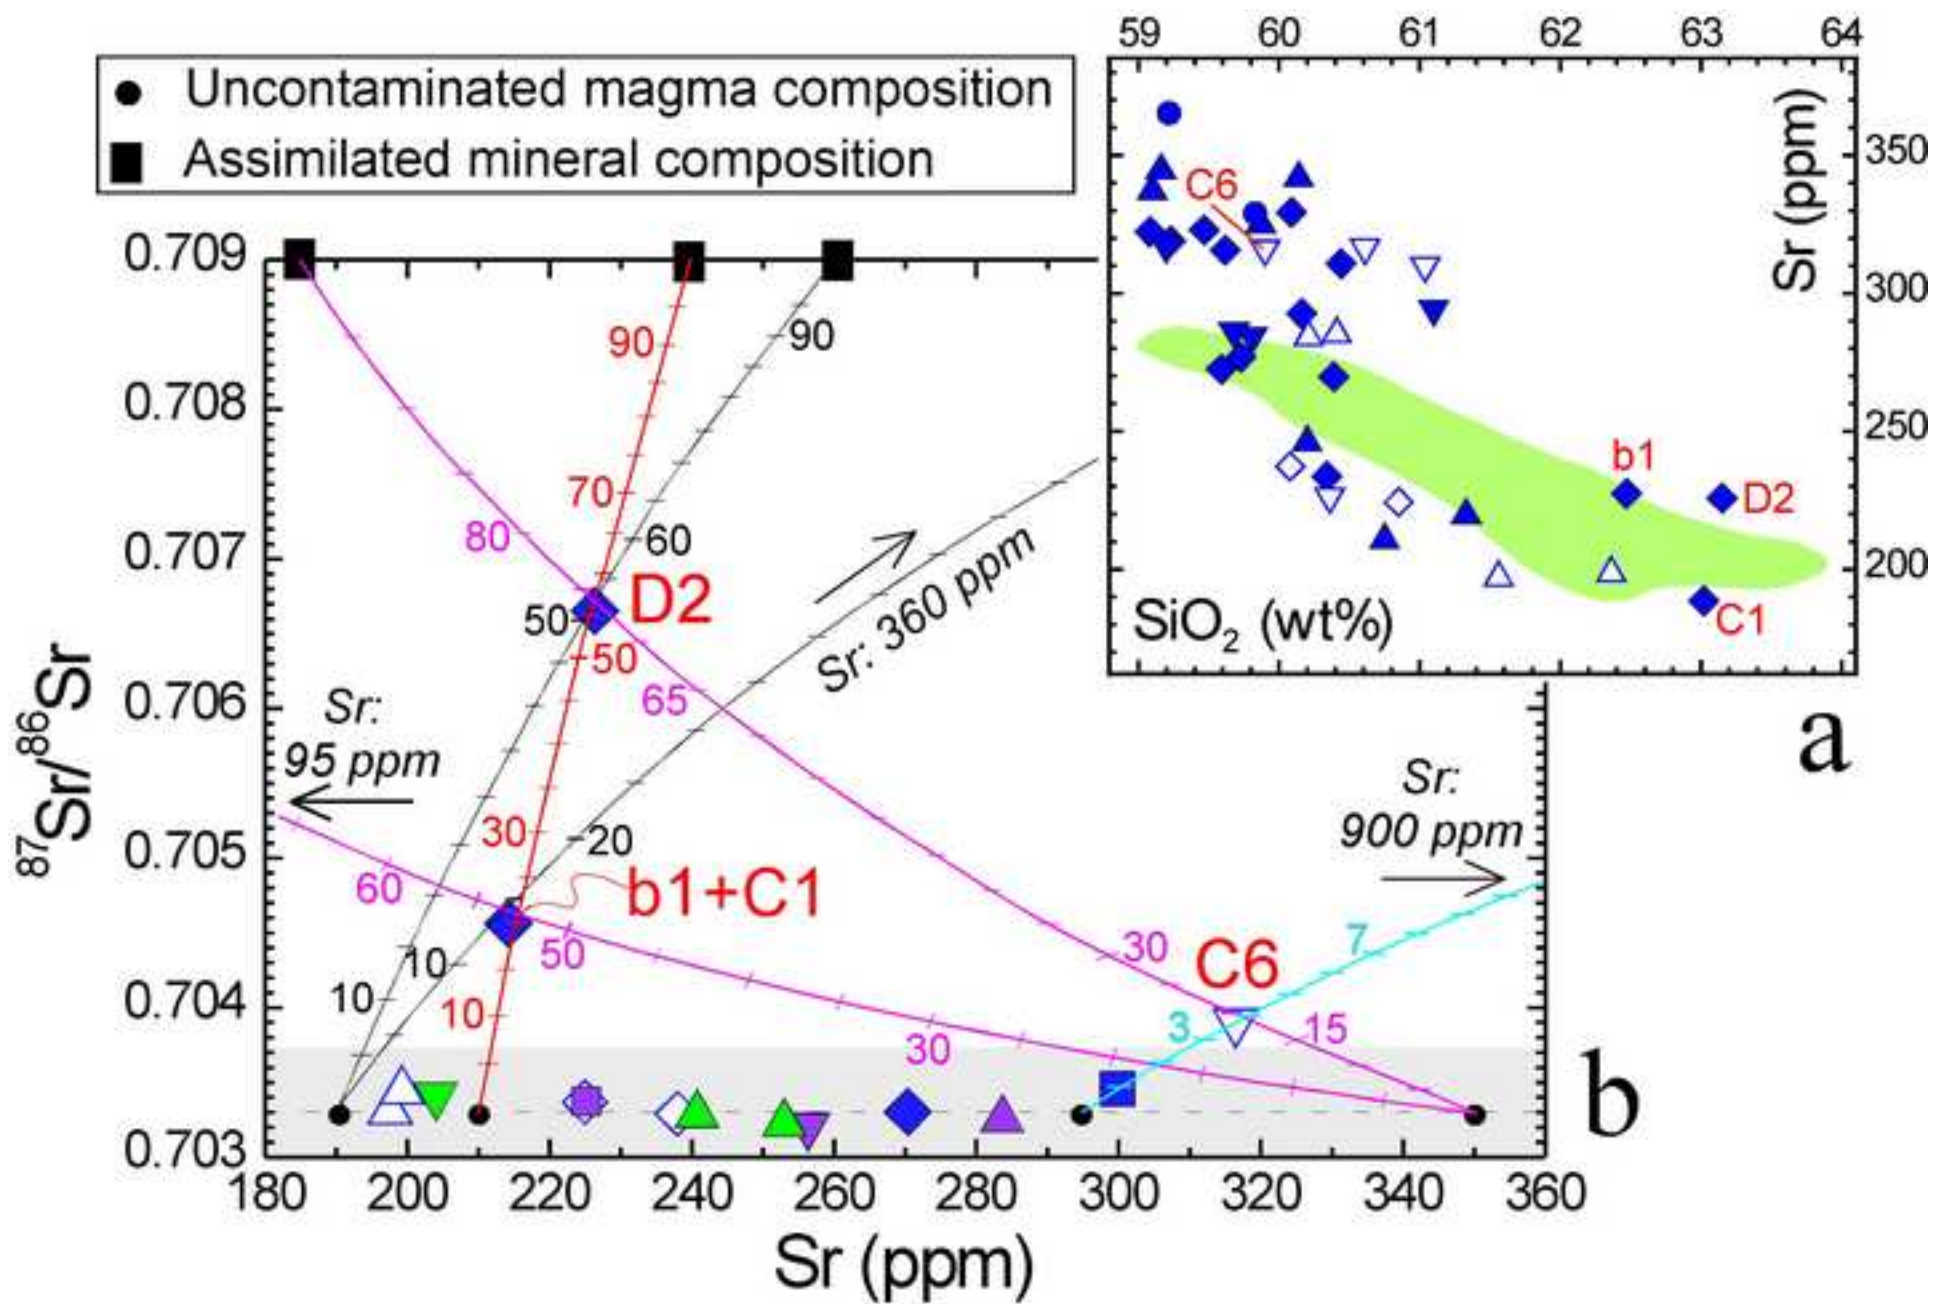 Uncontaminated magma composition
Assimilated mineral composition
59 60 61 62 63 64
Sr (ppm)
350
300
250
200
C6
b1
D2
C1
SiO₂ (wt%)
a
0.709
0.708
0.707
0.706
0.705
0.704
0.703
⁸⁷Sr/⁸⁶Sr
90
90
70
80
60
D2
50
50
65
Sr: 360 ppm
Sr:
95 ppm
Sr:
900 ppm
30
20
60
b1+C1
50
10
10
10
30
C6
7
3
15
30
b
180 200 220 240 260 280 300 320 340 360
Sr (ppm)